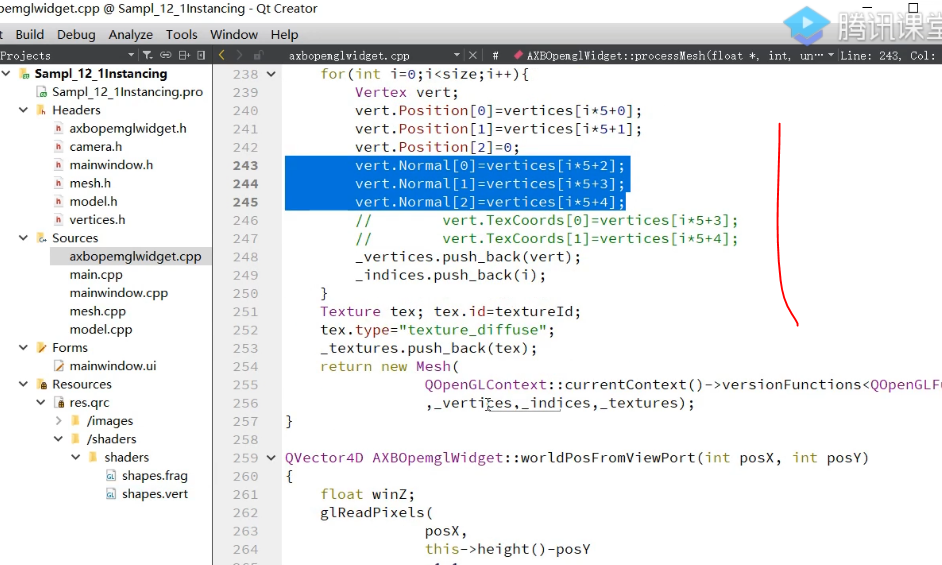 pemglwidget.cpp @ Sampl_12_1Instancing - Qt Creator
腾讯课堂
t Build Debug Analyze Tools Window Help
Projects
axbopemglwidget.cpp
#
AXBOpemglWidget::processMesh(float *, int, un⋯
Line: 243, Col:
Sampl_12_1Instancing
Sampl_12_1Instancing.pro
Headers
axbopemglwidget.h
camera.h
mainwindow.h
mesh.h
model.h
vertices.h
Sources
axbopemglwidget.cpp
main.cpp
mainwindow.cpp
mesh.cpp
model.cpp
Forms
mainwindow.ui
Resources
res.qrc
/images
/shaders
shaders
shapes.frag
shapes.vert
238 for(int i=0;i<size;i++){
239 Vertex vert;
240 vert.Position[0]=vertices[i*5+0];
241 vert.Position[1]=vertices[i*5+1];
242 vert.Position[2]=0;
243 vert.Normal[0]=vertices[i*5+2];
244 vert.Normal[1]=vertices[i*5+3];
245 vert.Normal[2]=vertices[i*5+4];
246 // vert.TexCoords[0]=vertices[i*5+3];
247 // vert.TexCoords[1]=vertices[i*5+4];
248 _vertices.push_back(vert);
249 _indices.push_back(i);
250 }
251 Texture tex; tex.id=textureId;
252 tex.type="texture_diffuse";
253 _textures.push_back(tex);
254 return new Mesh(
255 QOpenGLContext::currentContext()->versionFunctions<QOpenGLFu
256 ,_vertices,_indices,_textures);
257 }
258
259 QVector4D AXBOpemglWidget::worldPosFromViewPort(int posX, int posY)
260 {
261 float winZ;
262 glReadPixels(
263 posX,
264 this->height()-posY